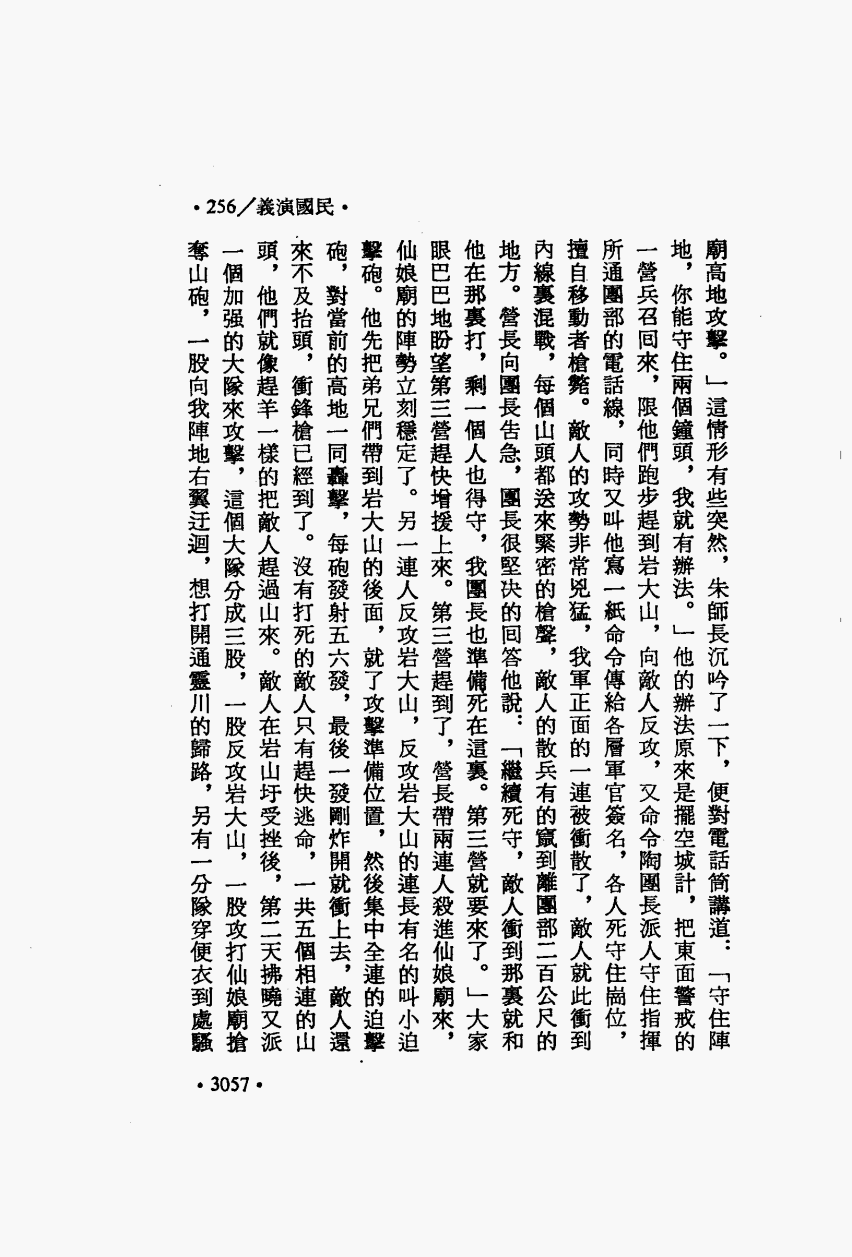 •256/義演國民•
廟高地攻擊。」這情形有些突然,朱師長沉吟了一下,便對電話筒講道:「守住陣
地,你能守住兩個鐘頭,我就有辦法。」他的辦法原來是擺空城計,把東面警戒的
一營兵召回來,限他們跑步趕到岩大山,向敵人反攻,又命令陶團長派人守住指揮
所通團部的電話線,同時又叫他寫一紙命令傳給各層軍官簽名,各人死守住崗位,
擅自移動者槍斃。敵人的攻勢非常兇猛,我軍正面的一連被衝散了,敵人就此衝到
內線裏混戰,每個山頭都送來緊密的槍聲,敵人的散兵有的竄到離團部二百公尺的
地方。營長向團長告急,團長很堅決的回答他說:「繼續死守,敵人衝到那裏就和
他在那裏打,剩一個人也得守,我團長也準備死在這裏。第三營就要來了。」大家
眼巴巴地盼望第三營趕快增援上來。第三營趕到了,營長帶兩連人殺進仙娘廟來,
仙娘廟的陣勢立刻穩定了。另一連人反攻岩大山,反攻岩大山的連長有名的叫小迫
擊砲。他先把弟兄們帶到岩大山的後面,就了攻擊準備位置,然後集中全連的迫擊
砲,對當前的高地一同轟擊,每砲發射五六發,最後一發剛炸開就衝上去,敵人還
來不及抬頭,衝鋒槍已經到了。沒有打死的敵人只有趕快逃命,一共五個相連的山
頭,他們就像趕羊一樣的把敵人趕過山來。敵人在岩山圩受挫後,第二天拂曉又派
一個加强的大隊來攻擊,這個大隊分成三股,一股反攻岩大山,一股攻打仙娘廟搶
奪山砲,一股向我陣地右翼迂迴,想打開通靈川的歸路,另有一分隊穿便衣到處騷
•3057•